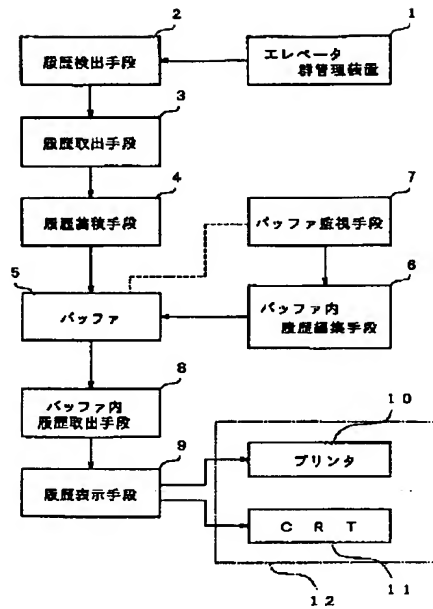 2
1
履歴検出手段
エレベータ
群管理装置
3
履歴取出手段
4
7
履歴蓄積手段
バッファ監視手段
5
6
バッファ
バッファ内
履歴編集手段
8
バッファ内
履歴取出手段
10
9
プリンタ
履歴表示手段
CRT
11
12